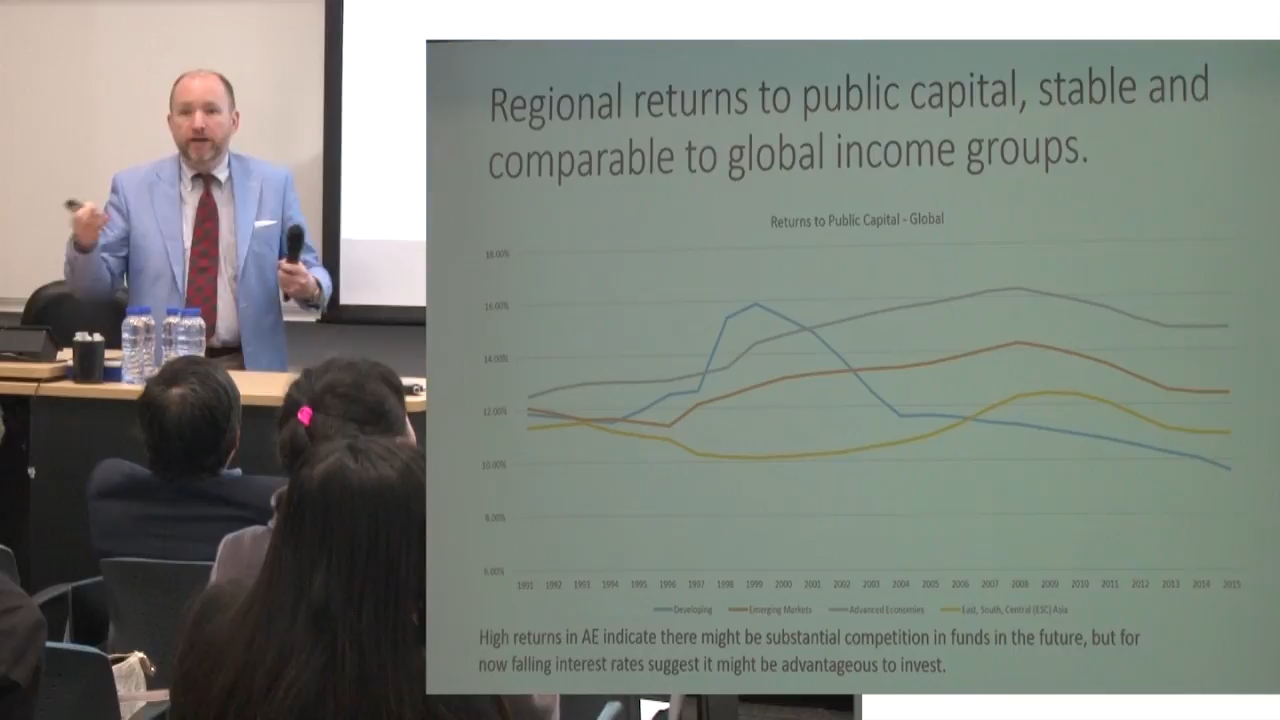 Regional returns to public capital, stable and
comparable to global income groups.
Returns to Public Capital - Global
18.00%
16.00%
14.00%
12.00%
10.00%
8.00%
6.00%
1991 1992 1993 1994 1995 1996 1997 1998 1999 2000 2001 2002 2003 2004 2005 2006 2007 2008 2009 2010 2011 2012 2013 2014 2015
Developing Emerging Markets Advanced Economies East, South, Central (ESC) Asia
High returns in AE indicate there might be substantial competition in funds in the future, but for
now falling interest rates suggest it might be advantageous to invest.